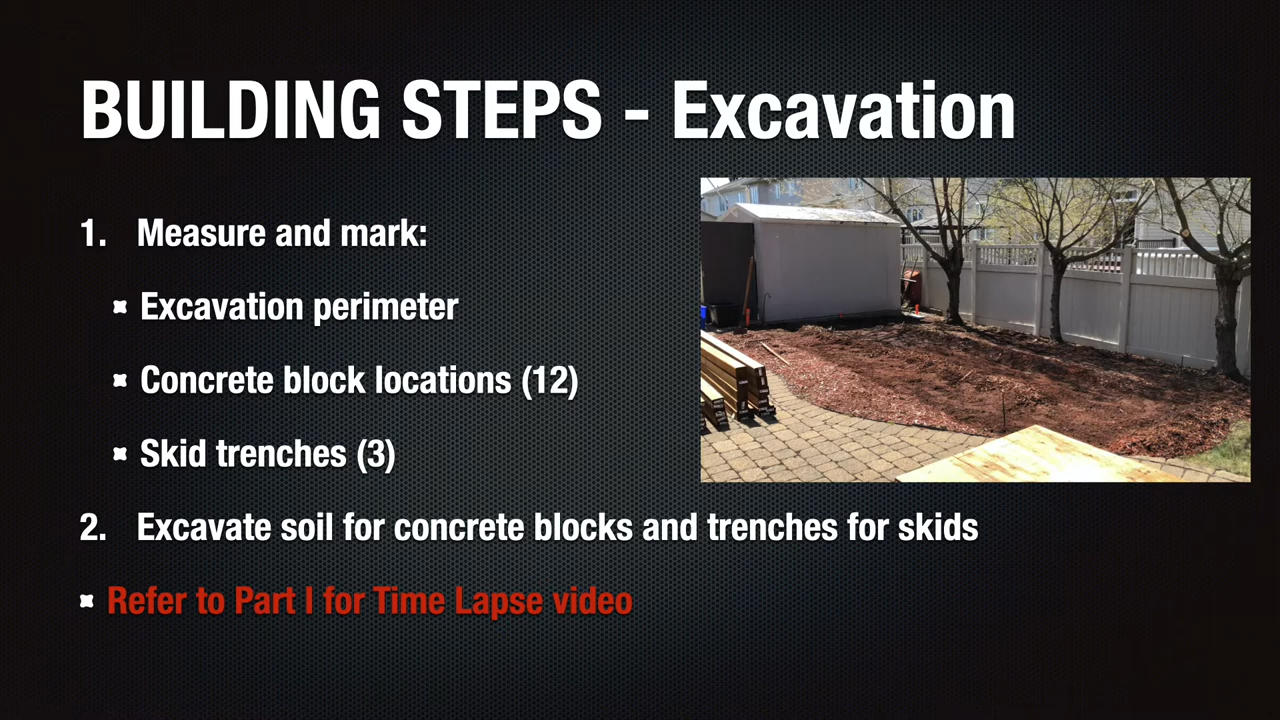 BUILDING STEPS - Excavation
1. Measure and mark:
Excavation perimeter
Concrete block locations (12)
Skid trenches (3)
2. Excavate soil for concrete blocks and trenches for skids
Refer to Part I for Time Lapse video